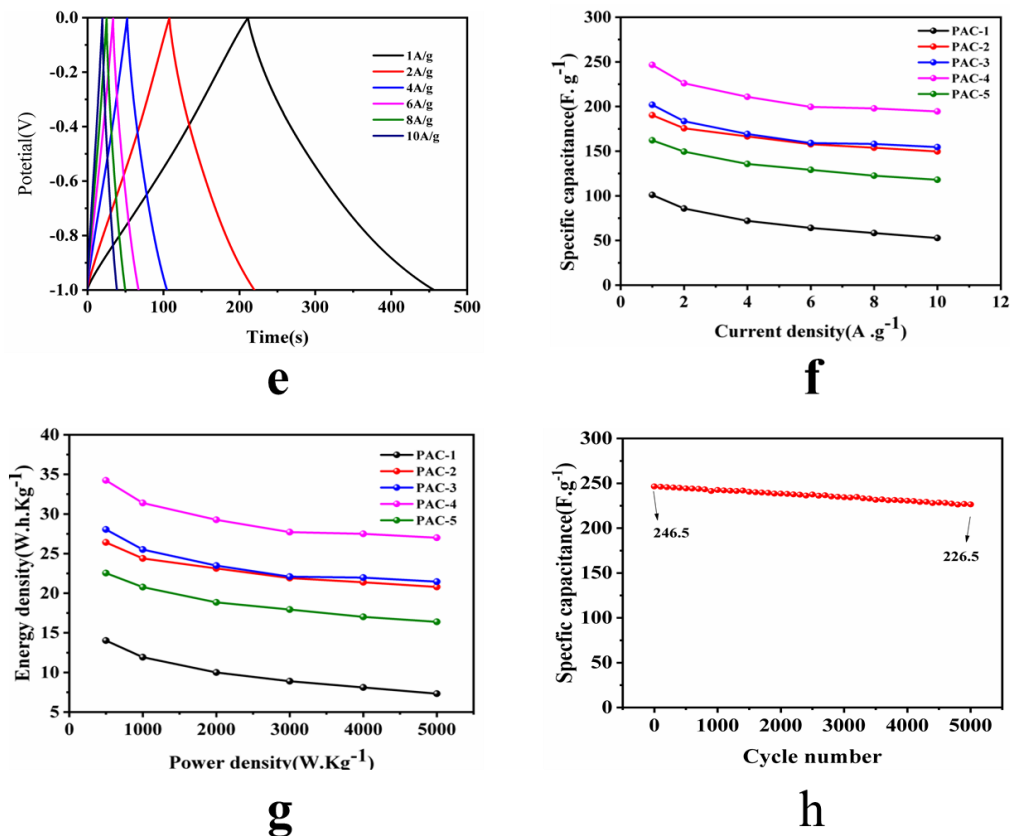 0.0
-0.2
-0.4
-0.6
-0.8
-1.0
Potetial(V)
1A/g
2A/g
4A/g
6A/g
8A/g
10A/g
0 100 200 300 400 500
Time(s)
e
300
250
200
150
100
50
0
Specific capacitance(F. g⁻¹)
PAC-1
PAC-2
PAC-3
PAC-4
PAC-5
0 2 4 6 8 10 12
Current density(A .g⁻¹)
f
40
35
30
25
20
15
10
5
Energy density(W.h.Kg⁻¹)
PAC-1
PAC-2
PAC-3
PAC-4
PAC-5
0 1000 2000 3000 4000 5000
Power density(W.Kg⁻¹)
g
300
250
200
150
100
50
0
Specfic capacitance(F.g⁻¹)
246.5
226.5
0 1000 2000 3000 4000 5000
Cycle number
h